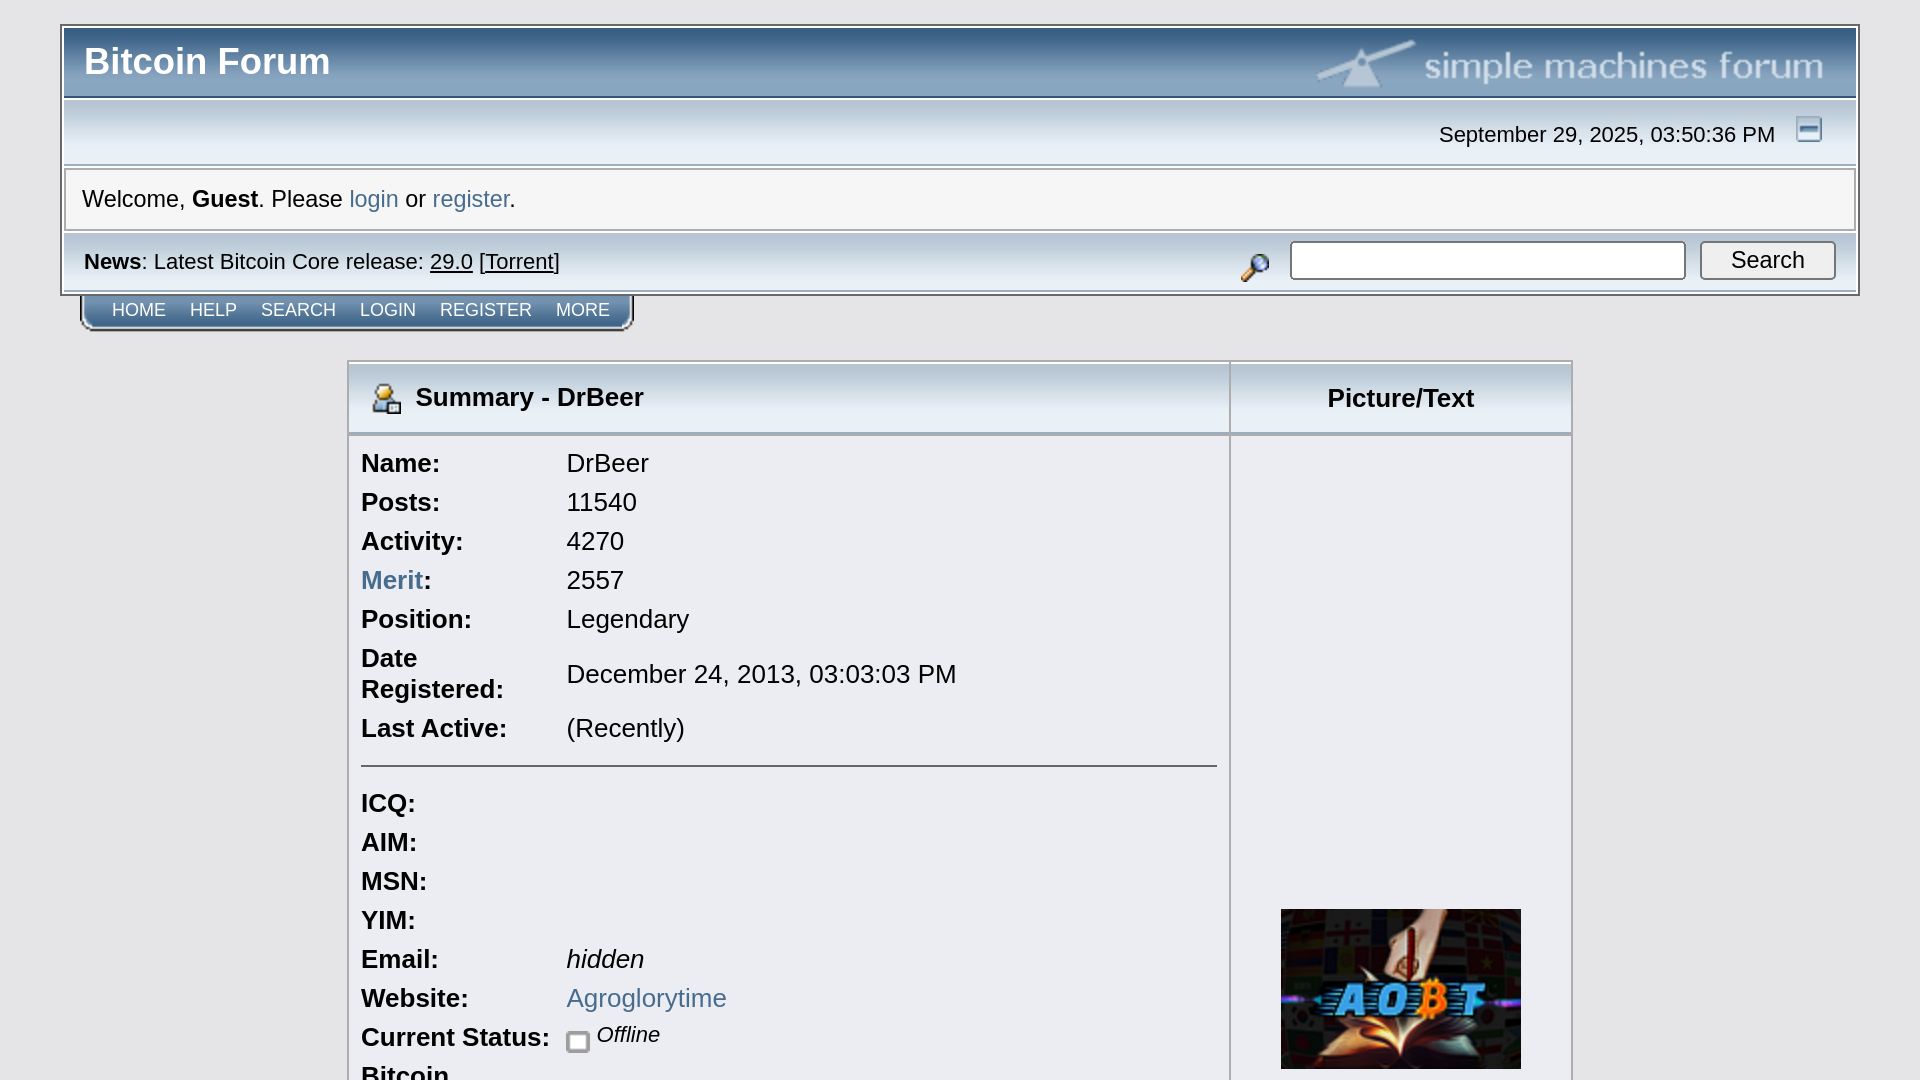 Bitcoin Forum
simple machines forum
September 29, 2025, 03:50:36 PM
Welcome, Guest. Please login or register.
News: Latest Bitcoin Core release: 29.0 [Torrent]
Search
HOME HELP SEARCH LOGIN REGISTER MORE
Summary - DrBeer
Picture/Text
Name: DrBeer
Posts: 11540
Activity: 4270
Merit: 2557
Position: Legendary
Date
Registered: December 24, 2013, 03:03:03 PM
Last Active: (Recently)
ICQ:
AIM:
MSN:
YIM:
Email: hidden
Website: Agroglorytime
Current Status: Offline
AOBT
Bitcoin